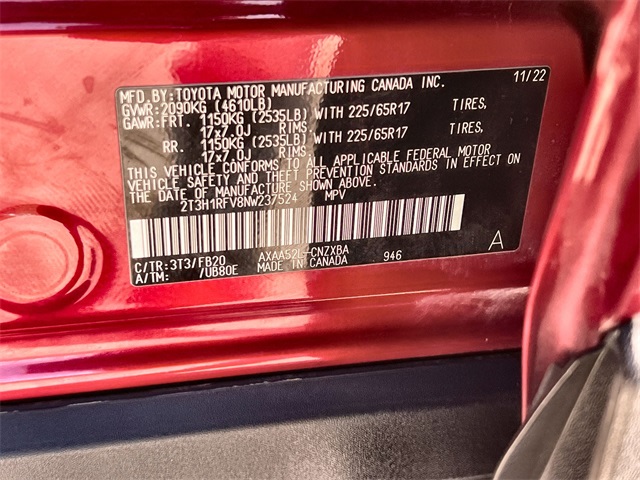 MFD.BY:TOYOTA MOTOR MANUFACTURING CANADA INC. 11/22
GVWR:2090KG (4610LB)
GAWR:FRT. 1150KG (2535LB) WITH 225/65R17 TIRES,
17x7.0J RIMS,
RR. 1150KG (2535LB) WITH 225/65R17 TIRES,
17x7.0J RIMS,
THIS VEHICLE CONFORMS TO ALL APPLICABLE FEDERAL MOTOR
VEHICLE SAFETY AND THEFT PREVENTION STANDARDS IN EFFECT ON
THE DATE OF MANUFACTURE SHOWN ABOVE.
2T3H1RFV8NW237524 MPV
C/TR:3T3/FB20 AXAA52L-CNZXBA 946 A
A/TM: /UB80E MADE IN CANADA